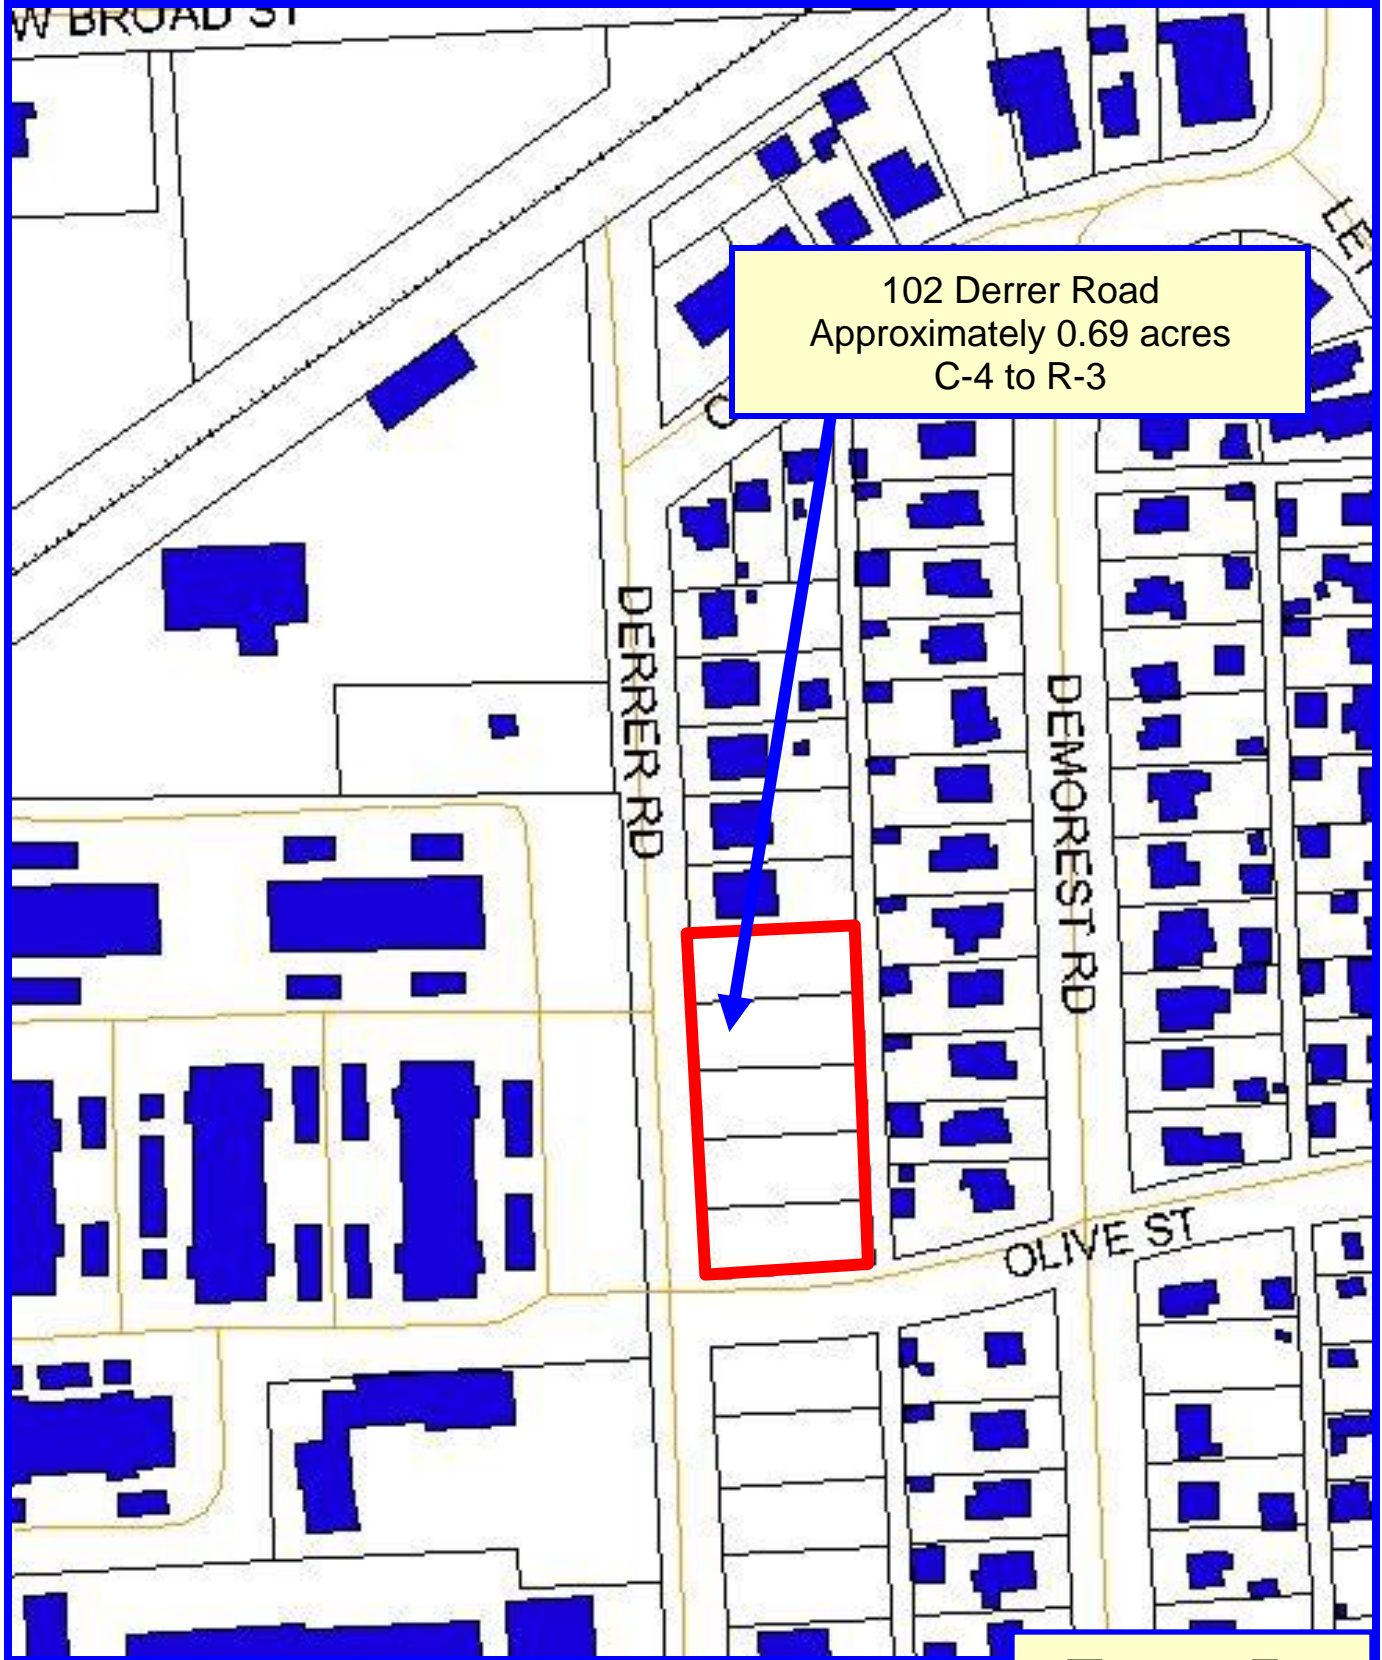 W BROAD ST
102 Derrer Road
Approximately 0.69 acres
C-4 to R-3
DERRER RD
DEMOREST RD
OLIVE ST